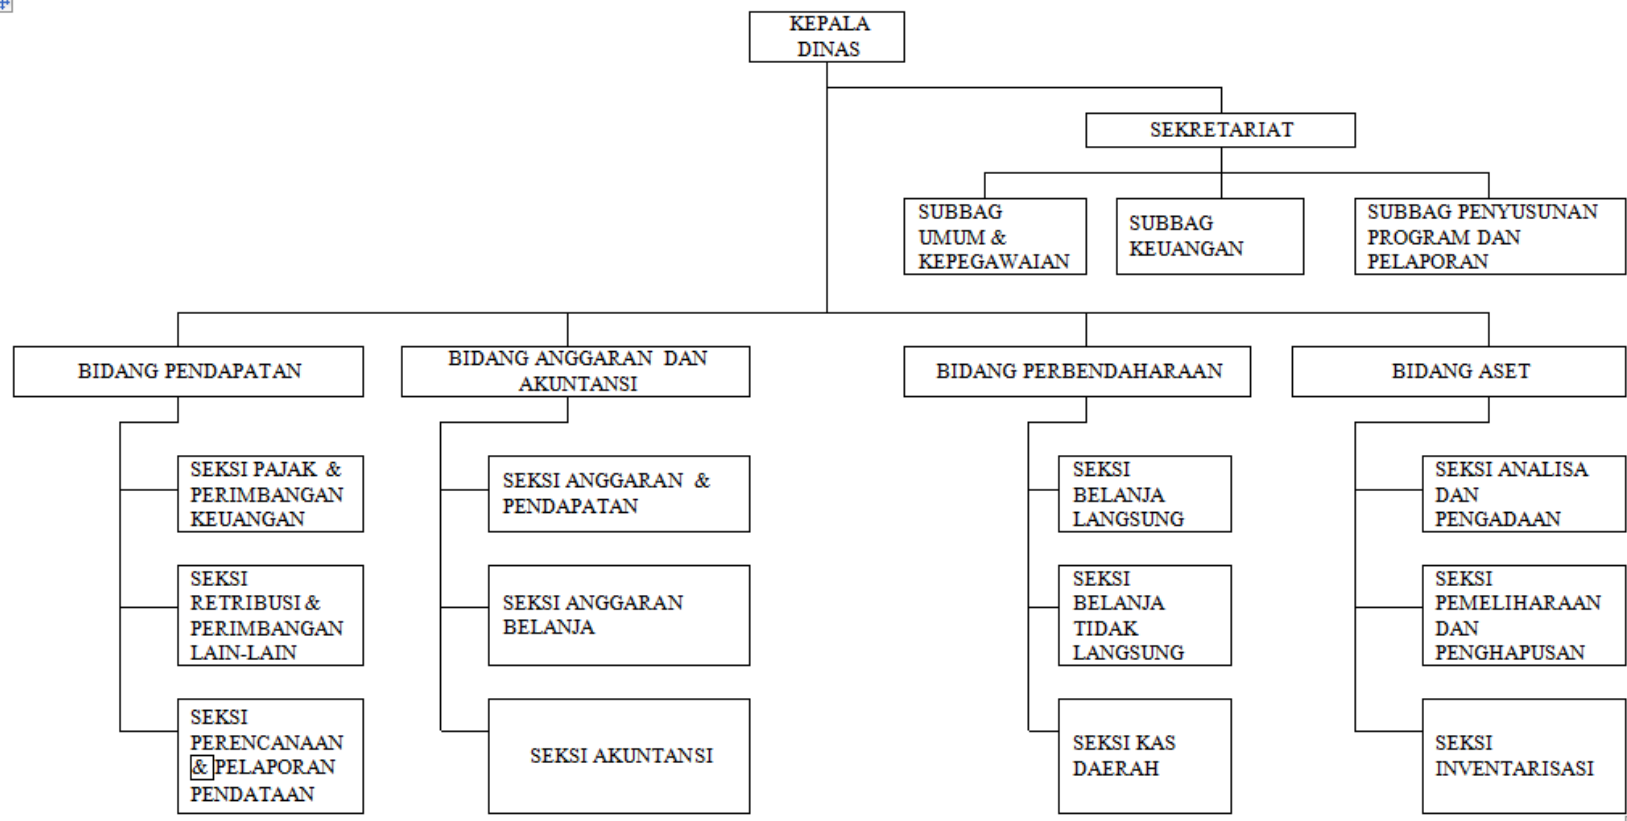 KEPALA
DINAS
SEKRETARIAT
SUBBAG
UMUM &
KEPEGAWAIAN
SUBBAG
KEUANGAN
SUBBAG PENYUSUNAN
PROGRAM DAN
PELAPORAN
BIDANG PENDAPATAN
BIDANG ANGGARAN DAN
AKUNTANSI
BIDANG PERBENDAHARAAN
BIDANG ASET
SEKSI PAJAK &
PERIMBANGAN
KEUANGAN
SEKSI ANGGARAN &
PENDAPATAN
SEKSI
BELANJA
LANGSUNG
SEKSI ANALISA
DAN
PENGADAAN
SEKSI
RETRIBUSI &
PERIMBANGAN
LAIN-LAIN
SEKSI ANGGARAN
BELANJA
SEKSI
BELANJA
TIDAK
LANGSUNG
SEKSI
PEMELIHARAAN
DAN
PENGHAPUSAN
SEKSI
PERENCANAAN
& PELAPORAN
PENDATAAN
SEKSI AKUNTANSI
SEKSI KAS
DAERAH
SEKSI
INVENTARISASI